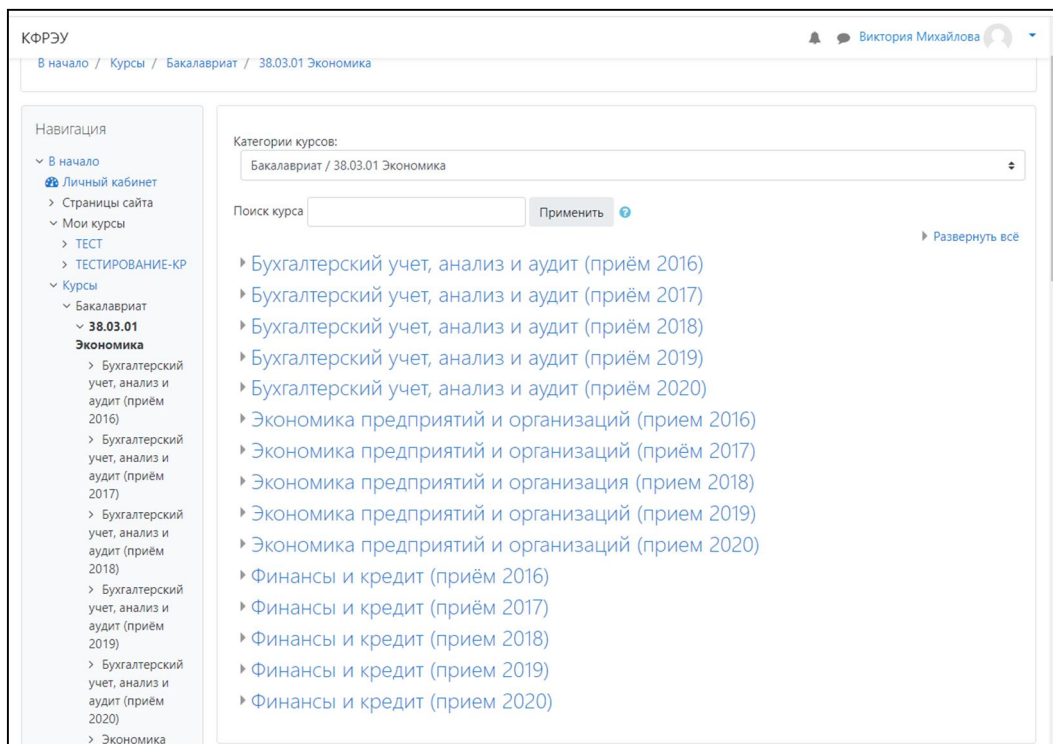 КФРЭУ
Виктория Михайлова
В начало / Курсы / Бакалавриат / 38.03.01 Экономика
Навигация
В начало
Личный кабинет
Страницы сайта
Мои курсы
ТЕСТ
ТЕСТИРОВАНИЕ-КР
Курсы
Бакалавриат
38.03.01
Экономика
Бухгалтерский
учет, анализ и
аудит (приём
2016)
Бухгалтерский
учет, анализ и
аудит (приём
2017)
Бухгалтерский
учет, анализ и
аудит (приём
2018)
Бухгалтерский
учет, анализ и
аудит (приём
2019)
Бухгалтерский
учет, анализ и
аудит (приём
2020)
Экономика
Категории курсов:
Бакалавриат / 38.03.01 Экономика
Поиск курса Применить
Развернуть всё
Бухгалтерский учет, анализ и аудит (приём 2016)
Бухгалтерский учет, анализ и аудит (приём 2017)
Бухгалтерский учет, анализ и аудит (приём 2018)
Бухгалтерский учет, анализ и аудит (приём 2019)
Бухгалтерский учет, анализ и аудит (приём 2020)
Экономика предприятий и организаций (прием 2016)
Экономика предприятий и организаций (приём 2017)
Экономика предприятий и организация (прием 2018)
Экономика предприятий и организаций (прием 2019)
Экономика предприятий и организаций (прием 2020)
Финансы и кредит (приём 2016)
Финансы и кредит (приём 2017)
Финансы и кредит (прием 2018)
Финансы и кредит (прием 2019)
Финансы и кредит (прием 2020)